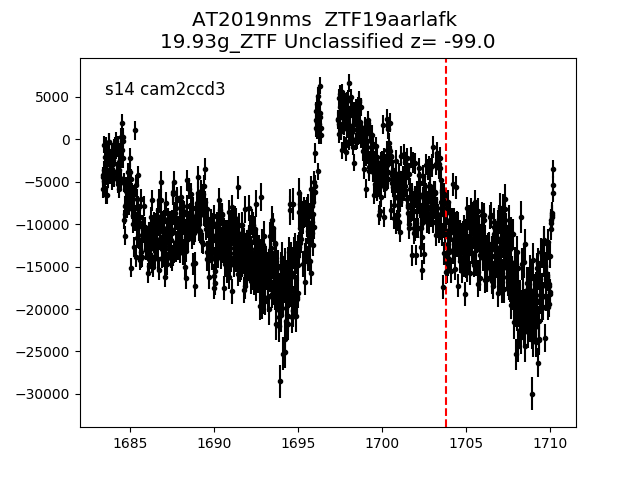 AT2019nms  ZTF19aarlafk
19.93g_ZTF Unclassified z= -99.0
s14 cam2ccd3
5000
0
−5000
−10000
−15000
−20000
−25000
−30000
1685 1690 1695 1700 1705 1710